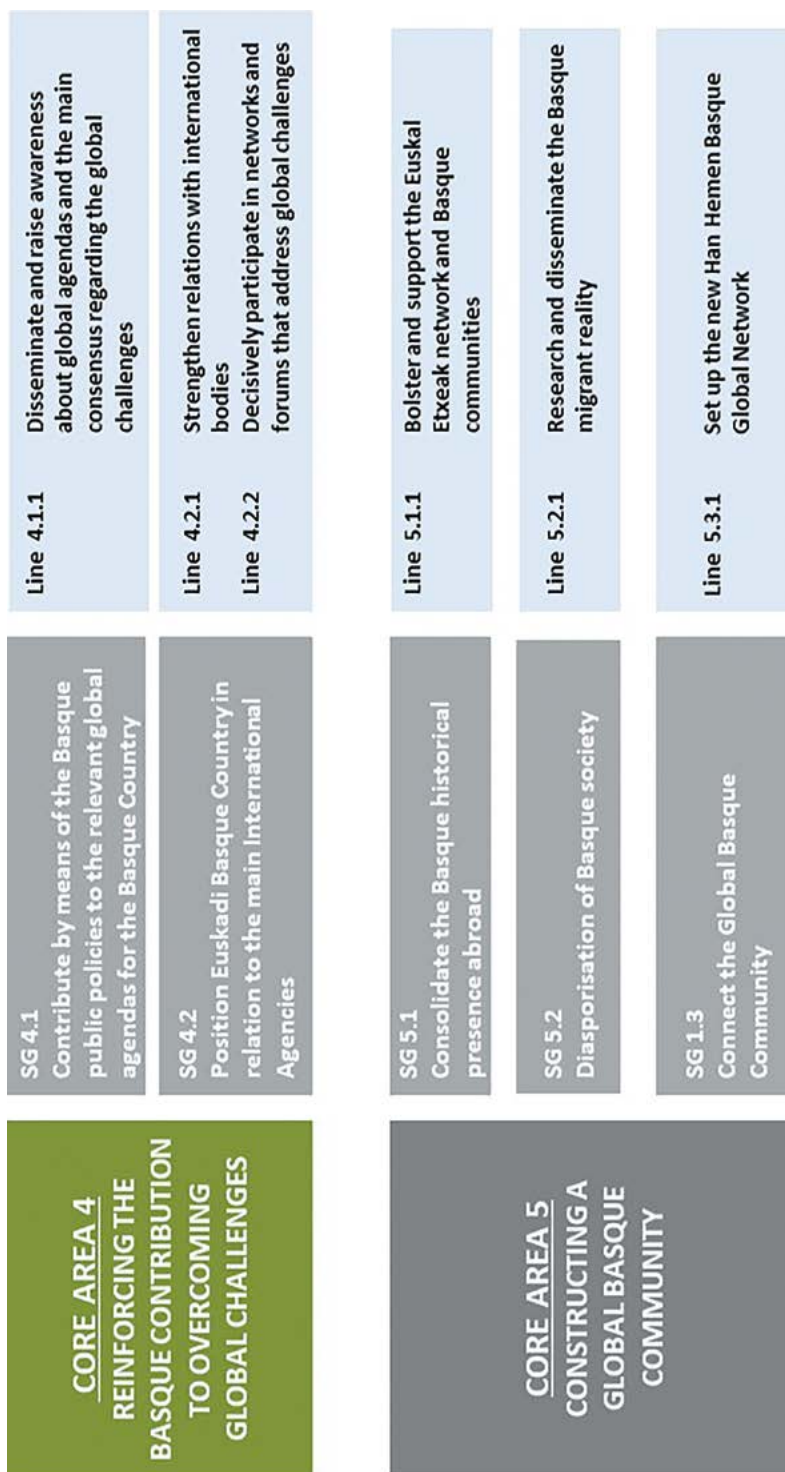 CORE AREA 4
REINFORCING THE
BASQUE CONTRIBUTION
TO OVERCOMING
GLOBAL CHALLENGES
SG 4.1
Contribute by means of the Basque
public policies to the relevant global
agendas for the Basque Country
Line 4.1.1 Disseminate and raise awareness
about global agendas and the main
consensus regarding the global
challenges
SG 4.2
Position Euskadi Basque Country in
relation to the main International
Agencies
Line 4.2.1 Strengthen relations with international
bodies
Line 4.2.2 Decisively participate in networks and
forums that address global challenges
CORE AREA 5
CONSTRUCTING A
GLOBAL BASQUE
COMMUNITY
SG 5.1
Consolidate the Basque historical
presence abroad
Line 5.1.1 Bolster and support the Euskal
Etxeak network and Basque
communities
SG 5.2
Diasporisation of Basque society
Line 5.2.1 Research and disseminate the Basque
migrant reality
SG 1.3
Connect the Global Basque
Community
Line 5.3.1 Set up the new Han Hemen Basque
Global Network